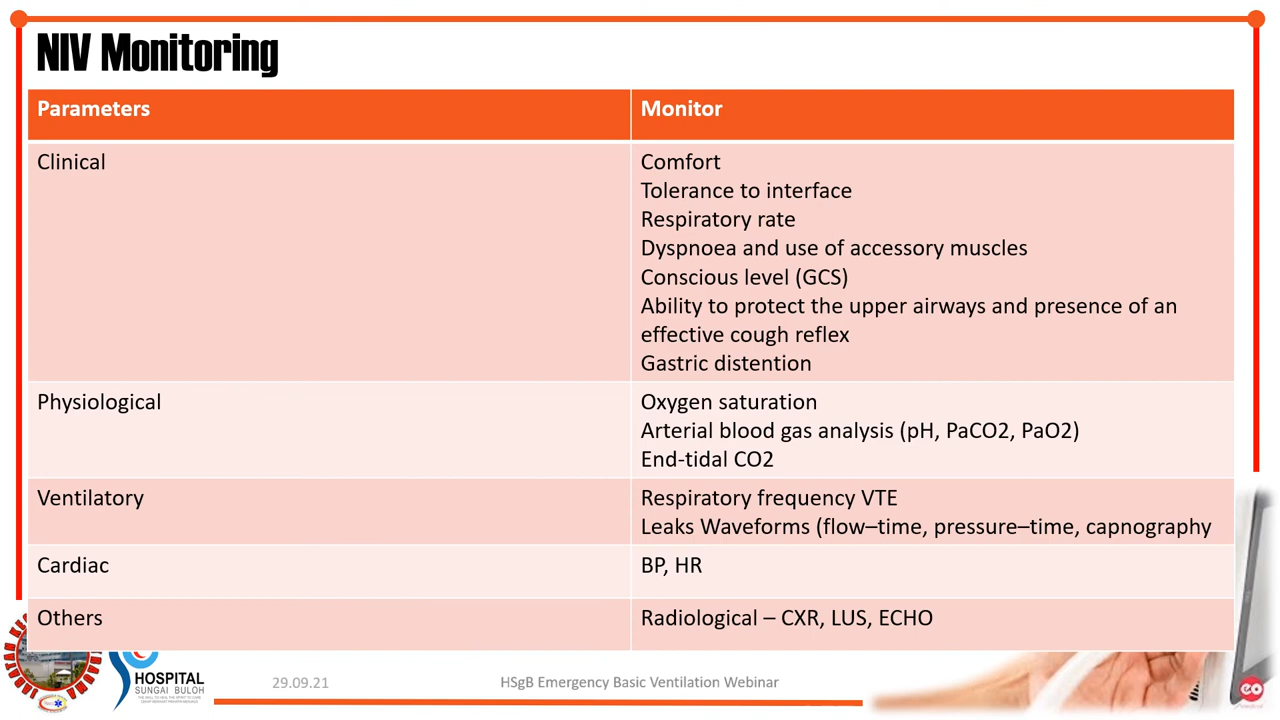 NIV Monitoring
Parameters
Monitor
Clinical
Comfort
Tolerance to interface
Respiratory rate
Dyspnoea and use of accessory muscles
Conscious level (GCS)
Ability to protect the upper airways and presence of an
effective cough reflex
Gastric distention
Physiological
Oxygen saturation
Arterial blood gas analysis (pH, PaCO2, PaO2)
End-tidal CO2
Ventilatory
Respiratory frequency VTE
Leaks Waveforms (flow–time, pressure–time, capnography
Cardiac
BP, HR
Others
Radiological – CXR, LUS, ECHO
HOSPITAL
SUNGAI BULOH
29.09.21
HSgB Emergency Basic Ventilation Webinar